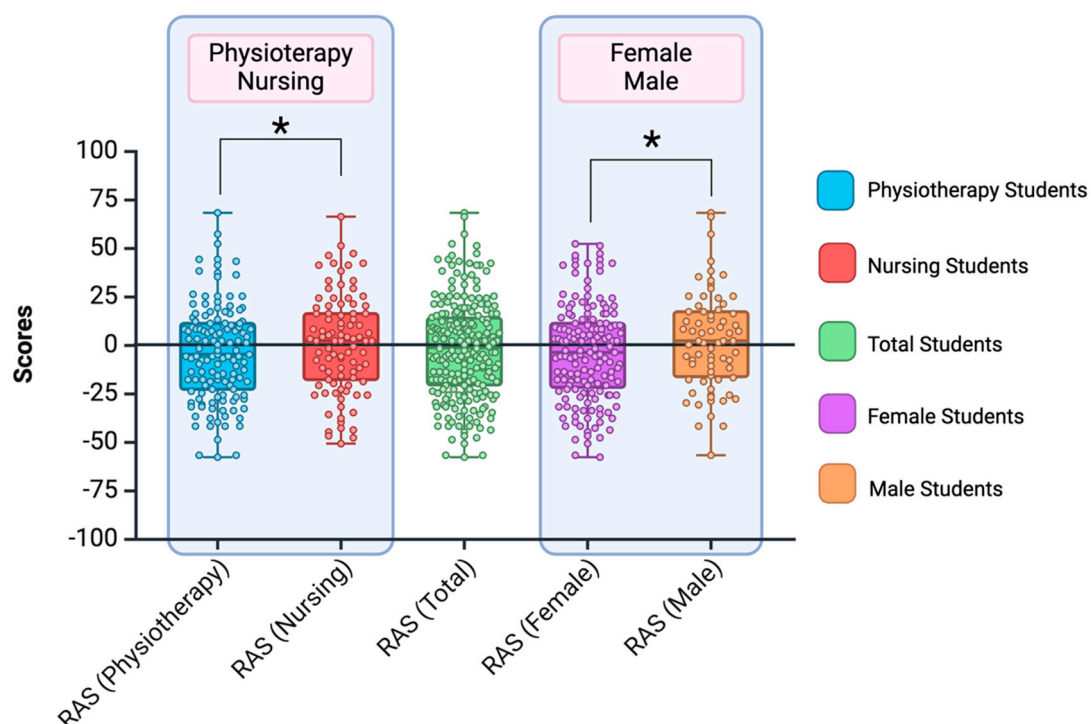 Physioterapy
Nursing
Female
Male
*
*
100
75
50
25
0
-25
-50
-75
-100
Scores
Physiotherapy Students
Nursing Students
Total Students
Female Students
Male Students
RAS (Physiotherapy)
RAS (Nursing)
RAS (Total)
RAS (Female)
RAS (Male)